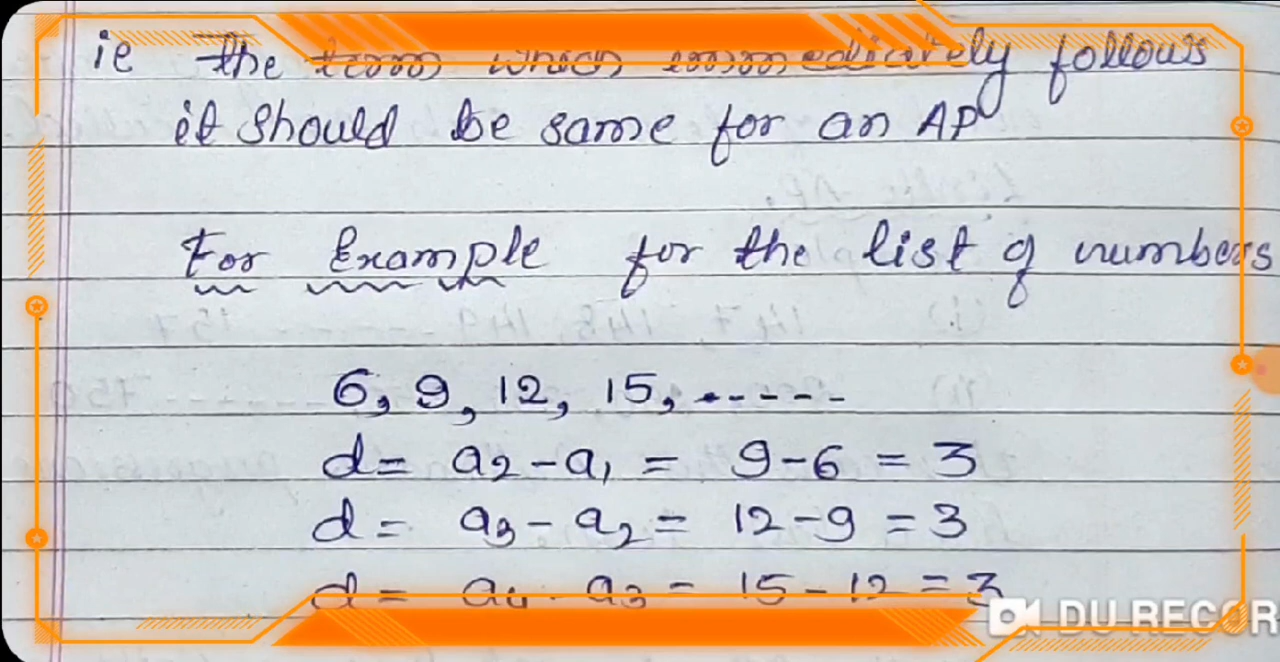 ie the term which immediately follows
it should be same for an AP
For Example for the list of numbers
6, 9, 12, 15, -----
d = a₂ - a₁ = 9 - 6 = 3
d = a₃ - a₂ = 12 - 9 = 3
d = a₄ - a₃ = 15 - 12 = 3
DU RECOR